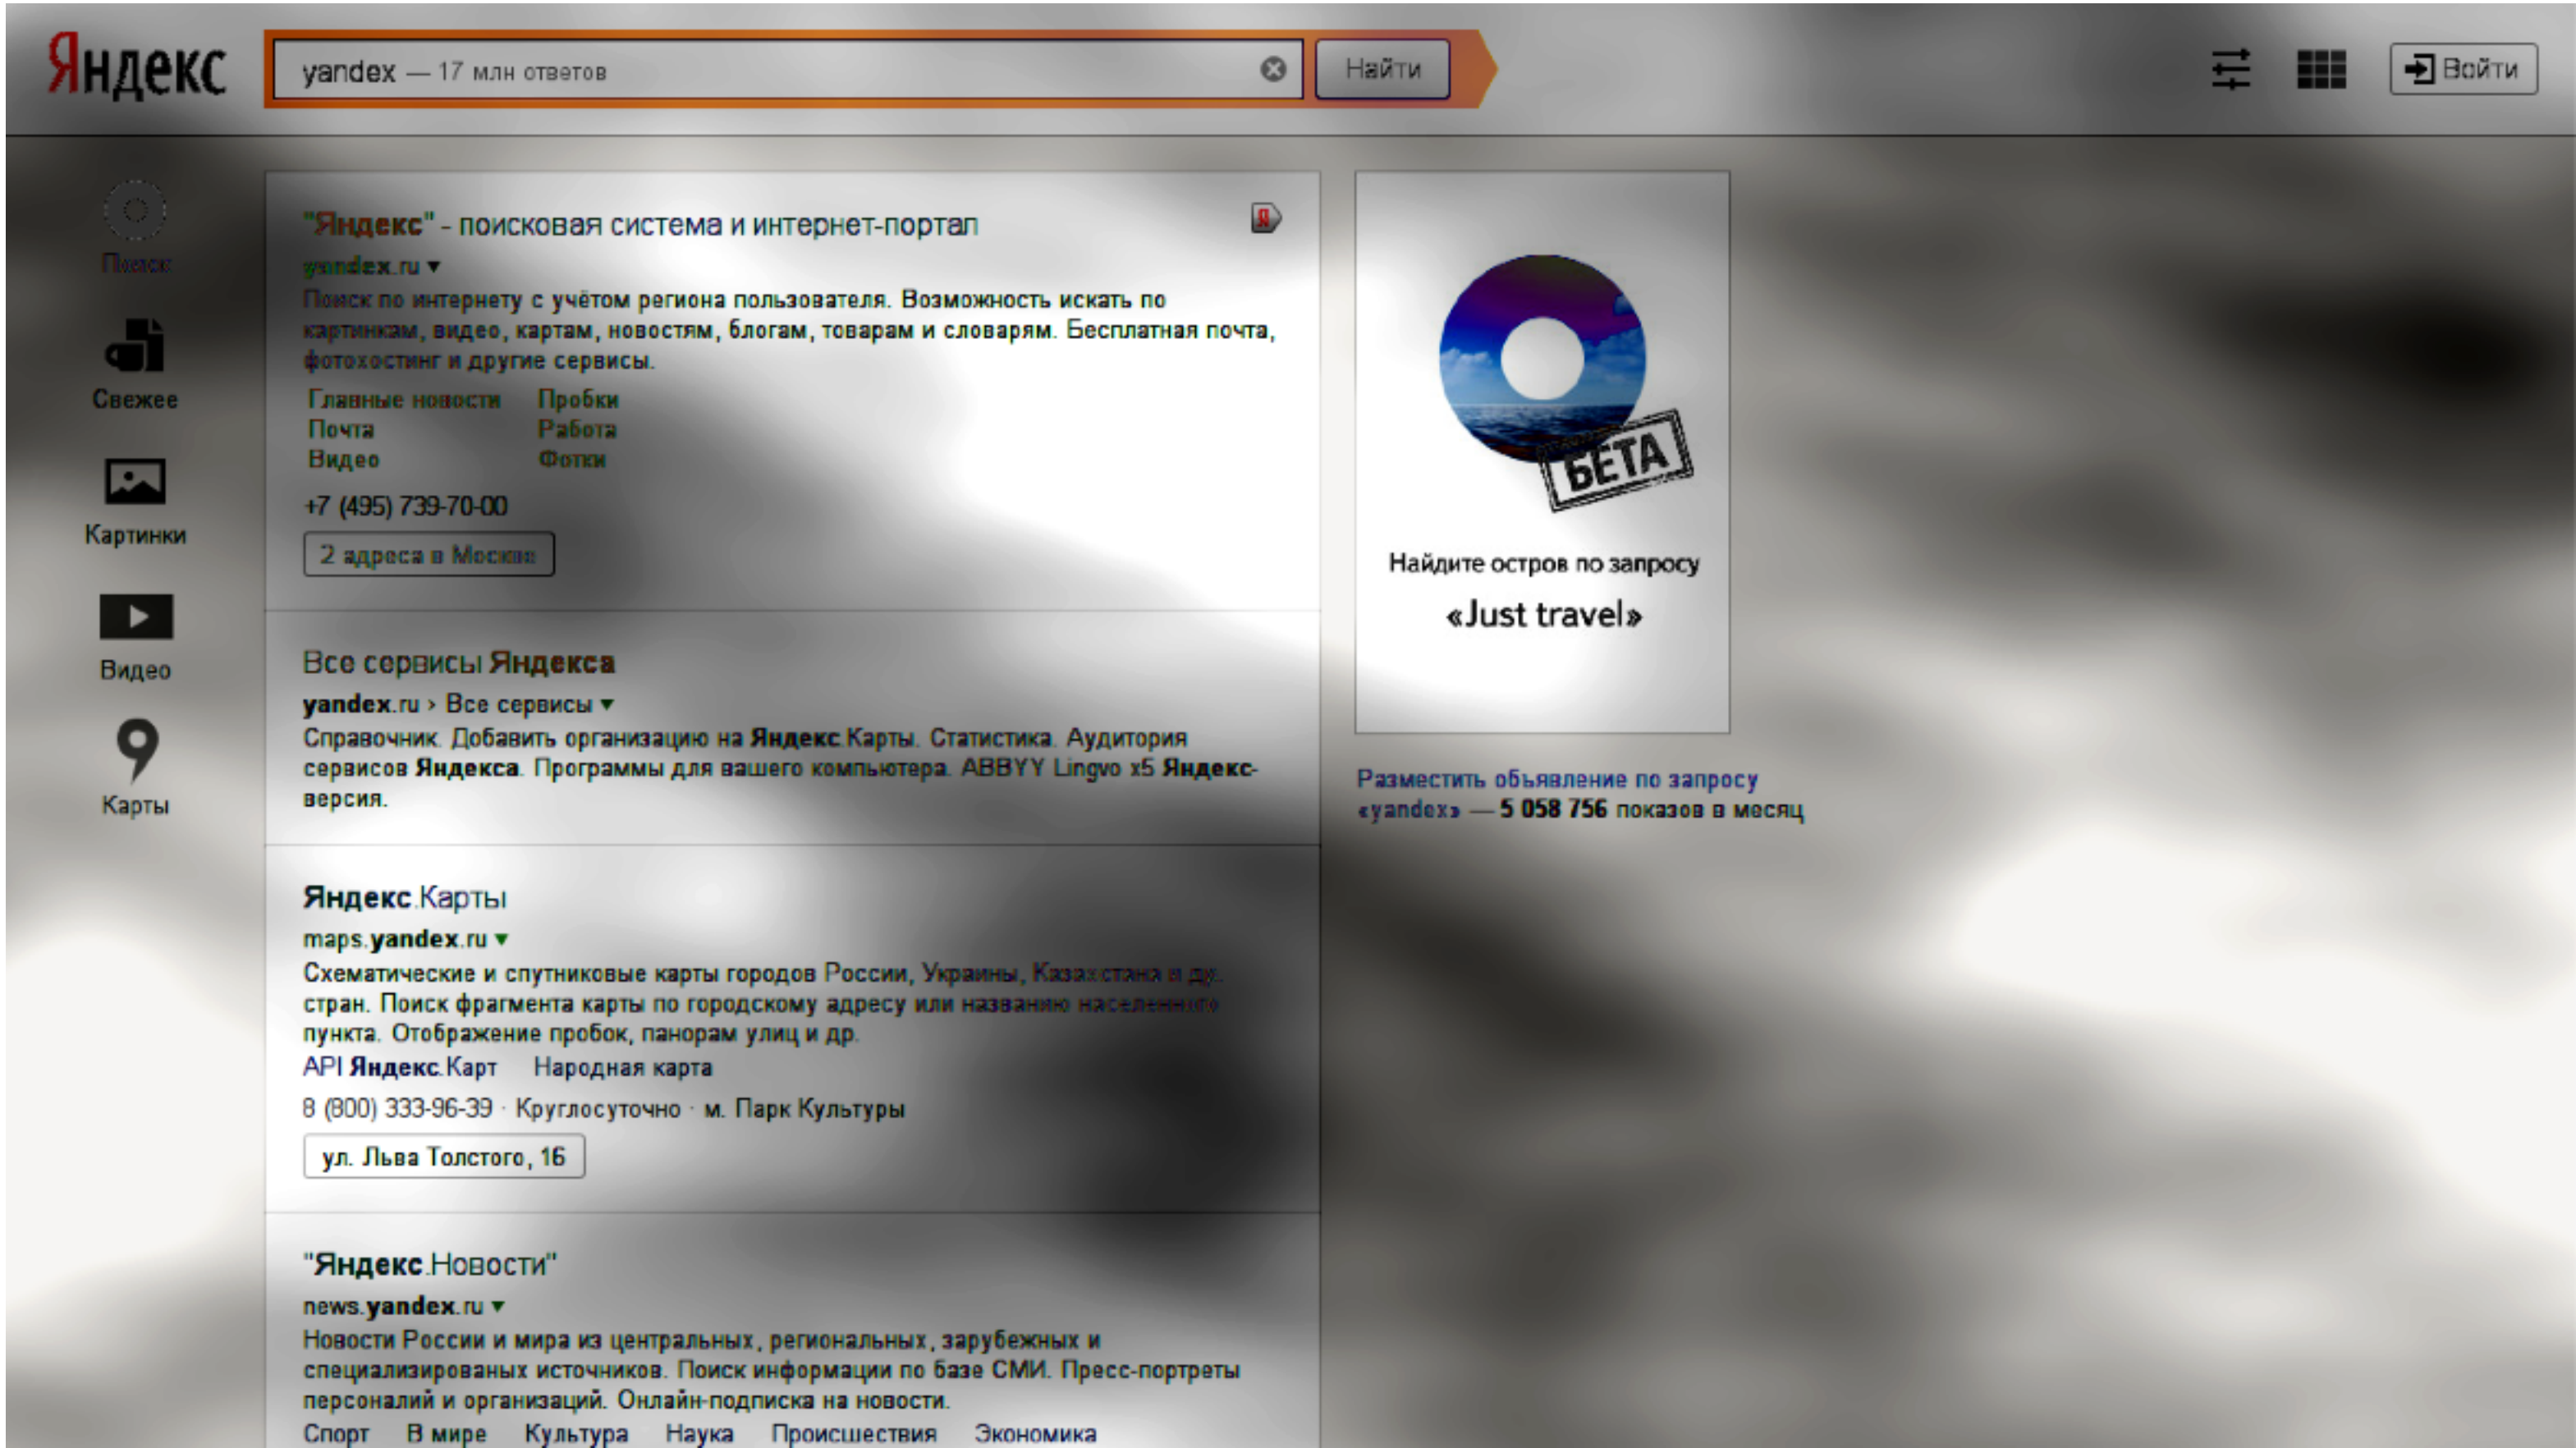 Яндекс
yandex — 17 млн ответов
Найти
Войти
Поиск
Свежее
Картинки
Видео
Карты
"Яндекс" - поисковая система и интернет-портал
yandex.ru
Поиск по интернету с учётом региона пользователя. Возможность искать по
картинкам, видео, картам, новостям, блогам, товарам и словарям. Бесплатная почта,
фотохостинг и другие сервисы.
Главные новости Пробки
Почта Работа
Видео Фотки
+7 (495) 739-70-00
2 адреса в Москве
Все сервисы Яндекса
yandex.ru › Все сервисы
Справочник. Добавить организацию на Яндекс.Карты. Статистика. Аудитория
сервисов Яндекса. Программы для вашего компьютера. ABBYY Lingvo x5 Яндекс-
версия.
Яндекс.Карты
maps.yandex.ru
Схематические и спутниковые карты городов России, Украины, Казахстана и др.
стран. Поиск фрагмента карты по городскому адресу или названию населенного
пункта. Отображение пробок, панорам улиц и др.
API Яндекс.Карт Народная карта
8 (800) 333-96-39 · Круглосуточно · м. Парк Культуры
ул. Льва Толстого, 16
"Яндекс.Новости"
news.yandex.ru
Новости России и мира из центральных, региональных, зарубежных и
специализированых источников. Поиск информации по базе СМИ. Пресс-портреты
персоналий и организаций. Онлайн-подписка на новости.
Спорт В мире Культура Наука Происшествия Экономика
Я
БЕТА
Найдите остров по запросу
«Just travel»
Разместить объявление по запросу
«yandex» — 5 058 756 показов в месяц